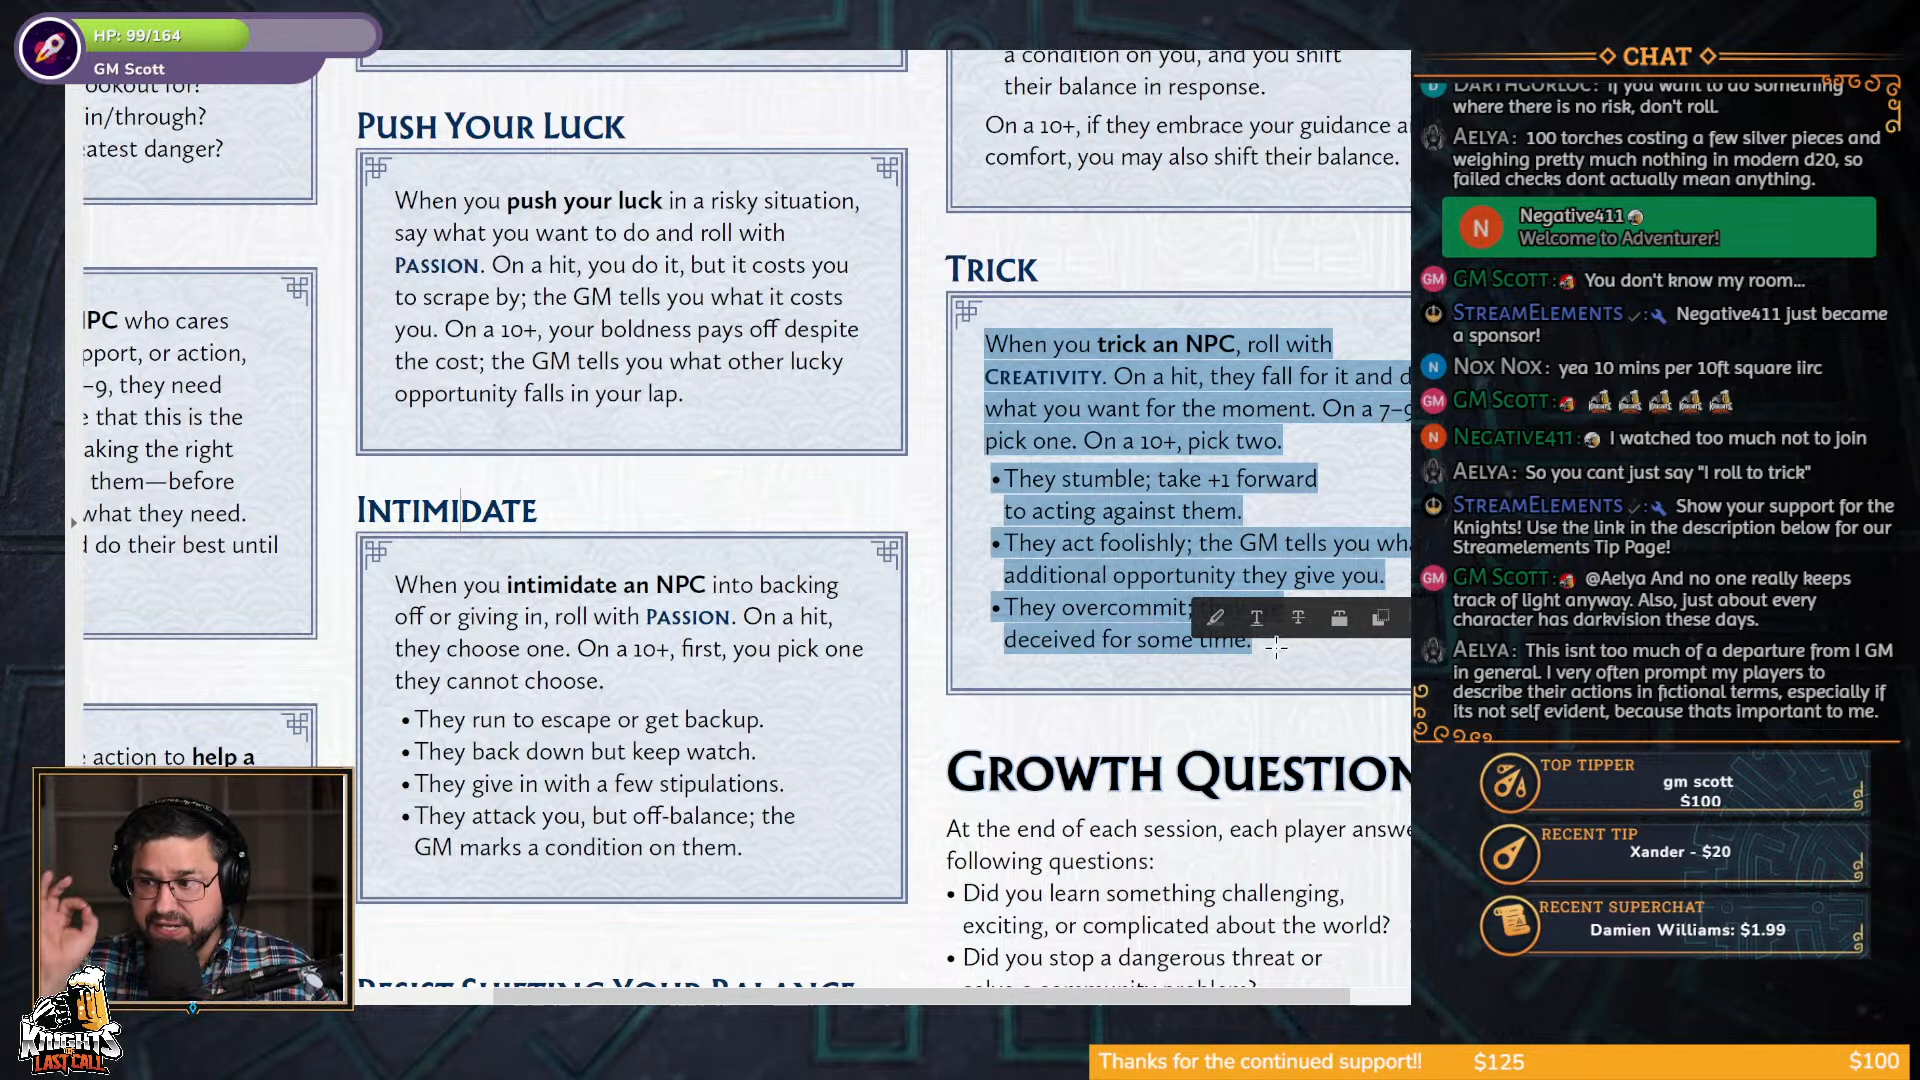 HP: 99/164
GM Scott
in/through?
eatest danger?
PUSH YOUR LUCK
When you push your luck in a risky situation,
say what you want to do and roll with
PASSION. On a hit, you do it, but it costs you
to scrape by; the GM tells you what it costs
you. On a 10+, your boldness pays off despite
the cost; the GM tells you what other lucky
opportunity falls in your lap.
NPC who cares
pport, or action,
–9, they need
e that this is the
aking the right
them—before
what they need.
d do their best until
INTIMIDATE
When you intimidate an NPC into backing
off or giving in, roll with PASSION. On a hit,
they choose one. On a 10+, first, you pick one
they cannot choose.
• They run to escape or get backup.
• They back down but keep watch.
• They give in with a few stipulations.
• They attack you, but off-balance; the
GM marks a condition on them.
action to help a
a condition on you, and you shift
their balance in response.
On a 10+, if they embrace your guidance a
comfort, you may also shift their balance.
TRICK
When you trick an NPC, roll with
CREATIVITY. On a hit, they fall for it and d
what you want for the moment. On a 7–9
pick one. On a 10+, pick two.
• They stumble; take +1 forward
to acting against them.
• They act foolishly; the GM tells you wha
additional opportunity they give you.
• They overcommit;
deceived for some time.
GROWTH QUESTION
At the end of each session, each player answe
following questions:
• Did you learn something challenging,
exciting, or complicated about the world?
• Did you stop a dangerous threat or
RESIST SHIFTING YOUR BALANCE
KNIGHTS
OF
LAST CALL
CHAT
DARTHGORLOC: If you want to do something
where there is no risk, don't roll.
AELYA: 100 torches costing a few silver pieces and
weighing pretty much nothing in modern d20, so
failed checks dont actually mean anything.
N
Negative411
Welcome to Adventurer!
GM GM SCOTT: You don't know my room...
STREAMELEMENTS: Negative411 just became
a sponsor!
N NOX NOX: yea 10 mins per 10ft square iirc
GM GM SCOTT:
N NEGATIVE411: I watched too much not to join
AELYA: So you cant just say "I roll to trick"
STREAMELEMENTS: Show your support for the
Knights! Use the link in the description below for our
Streamelements Tip Page!
GM GM SCOTT: @Aelya And no one really keeps
track of light anyway. Also, just about every
character has darkvision these days.
AELYA: This isnt too much of a departure from I GM
in general. I very often prompt my players to
describe their actions in fictional terms, especially if
its not self evident, because thats important to me.
TOP TIPPER
gm scott
$100
RECENT TIP
Xander - $20
RECENT SUPERCHAT
Damien Williams: $1.99
Thanks for the continued support!! $125 $100